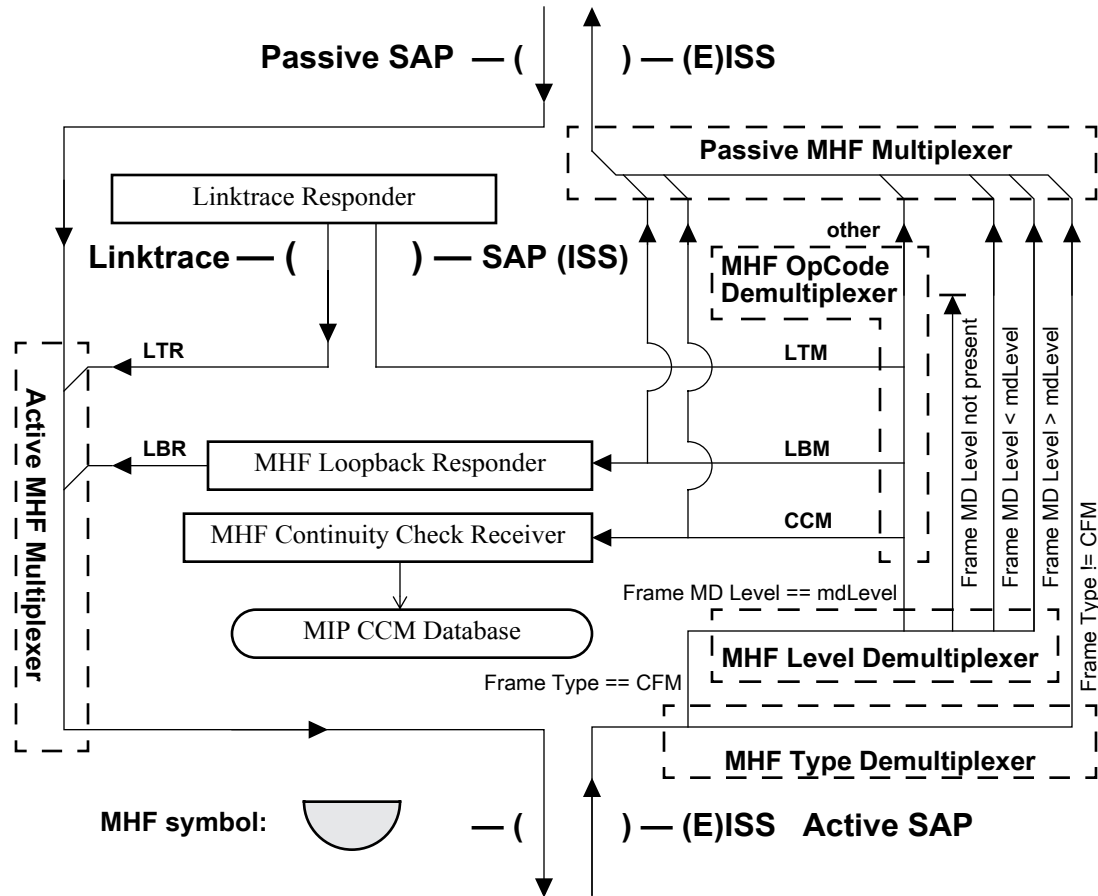 Passive SAP — ( ) — (E)ISS
Passive MHF Multiplexer
Linktrace Responder
other
Linktrace — ( ) — SAP (ISS)
MHF OpCode
Demultiplexer
LTR
LTM
Active MHF Multiplexer
LBR
MHF Loopback Responder
LBM
MHF Continuity Check Receiver
CCM
Frame MD Level not present
Frame MD Level < mdLevel
Frame MD Level > mdLevel
Frame Type != CFM
Frame MD Level == mdLevel
MIP CCM Database
MHF Level Demultiplexer
Frame Type == CFM
MHF Type Demultiplexer
MHF symbol:
— ( ) — (E)ISS Active SAP